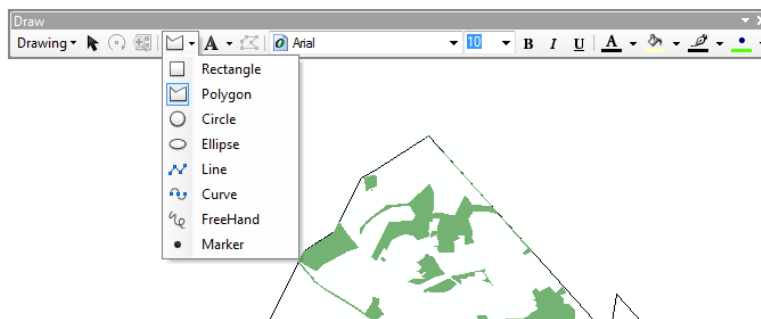 Draw
Drawing A Arial 10 B I U A
Rectangle
Polygon
Circle
Ellipse
Line
Curve
FreeHand
Marker